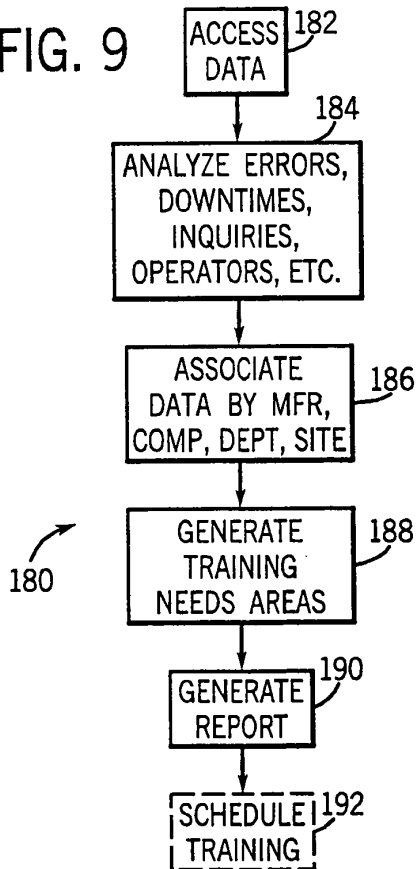 FIG. 9
ACCESS
DATA
182
184
ANALYZE ERRORS,
DOWNTIMES,
INQUIRIES,
OPERATORS, ETC.
ASSOCIATE
DATA BY MFR,
COMP, DEPT, SITE
186
180
GENERATE
TRAINING
NEEDS AREAS
188
GENERATE
REPORT
190
SCHEDULE
TRAINING
192